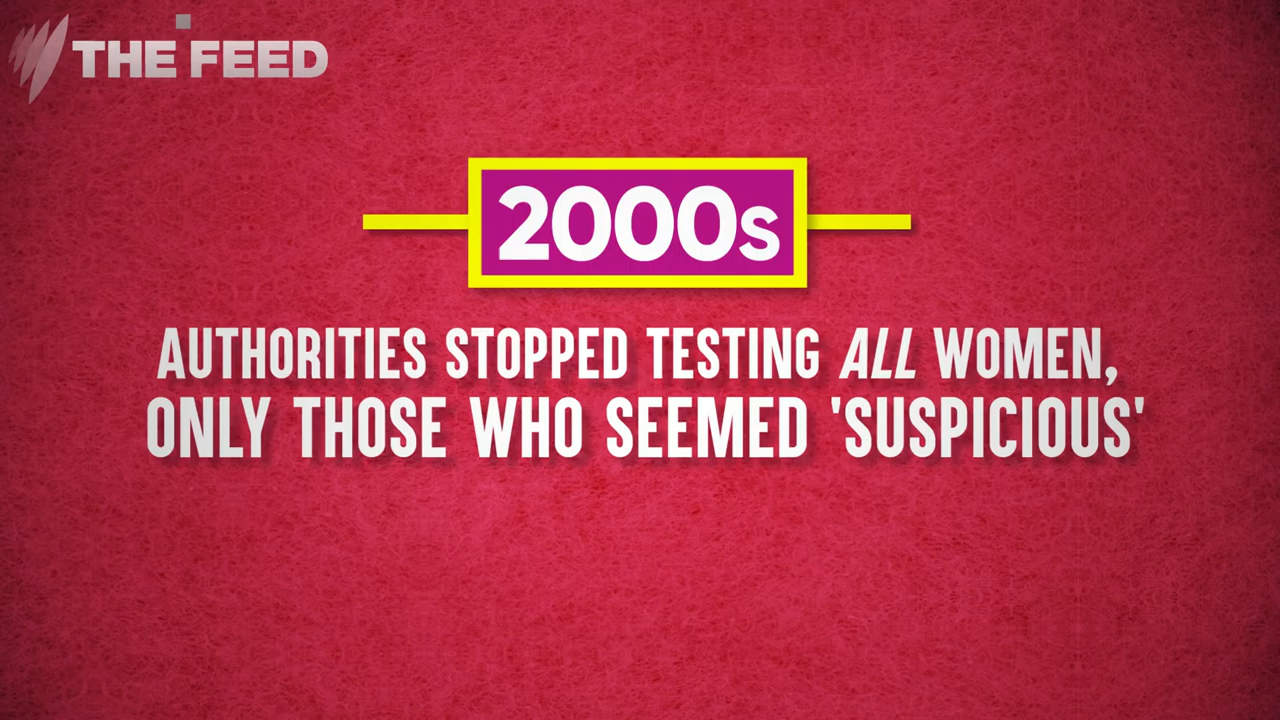 THE FEED
2000s
AUTHORITIES STOPPED TESTING ALL WOMEN,
ONLY THOSE WHO SEEMED 'SUSPICIOUS'